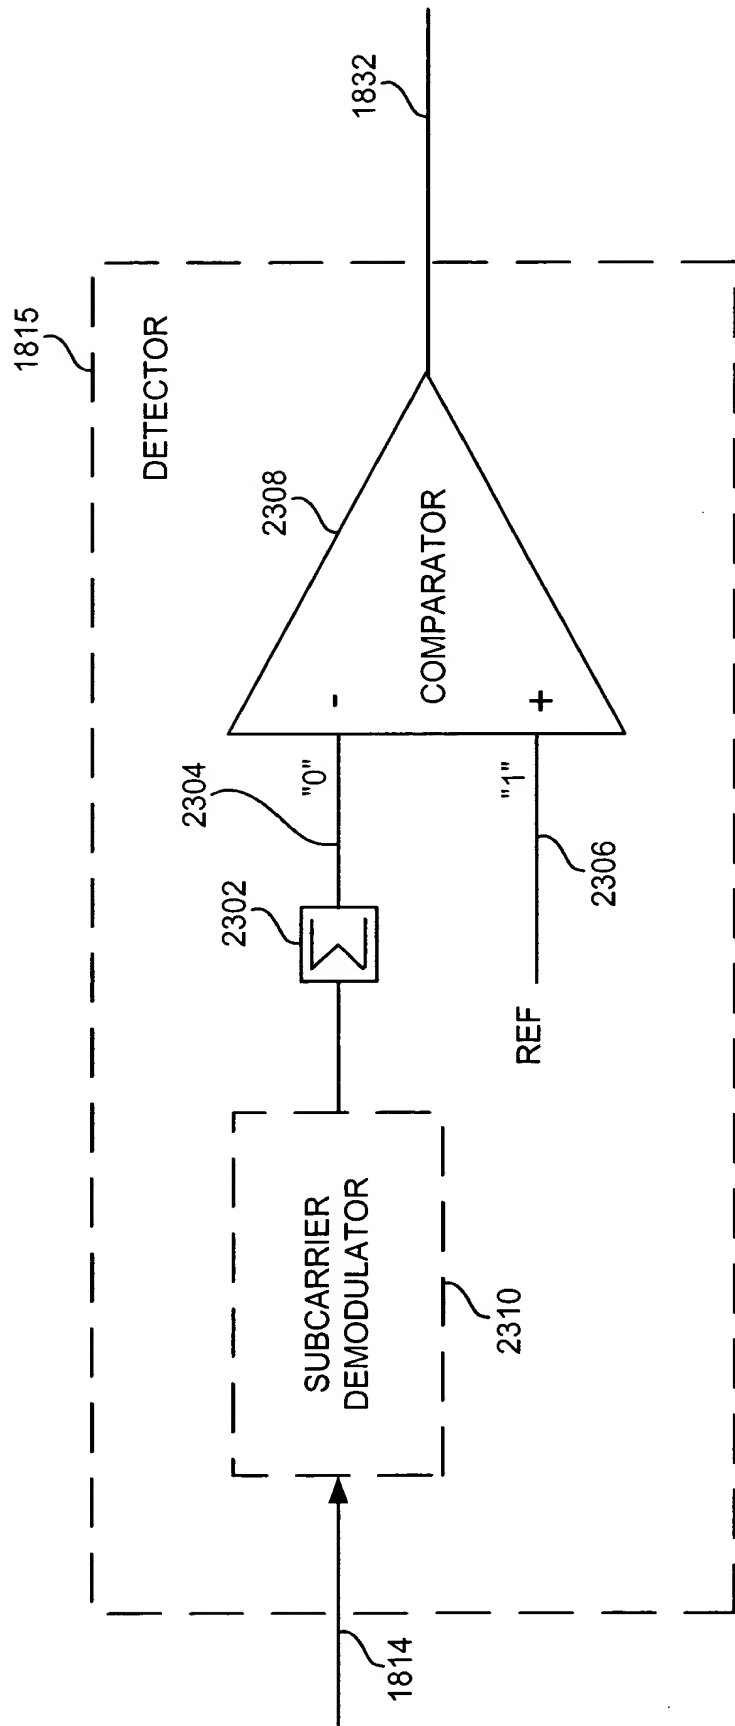 1815
DETECTOR
1832
2308
COMPARATOR
-
+
2304
"0"
2302
"1"
2306
REF
SUBCARRIER
DEMODULATOR
2310
1814